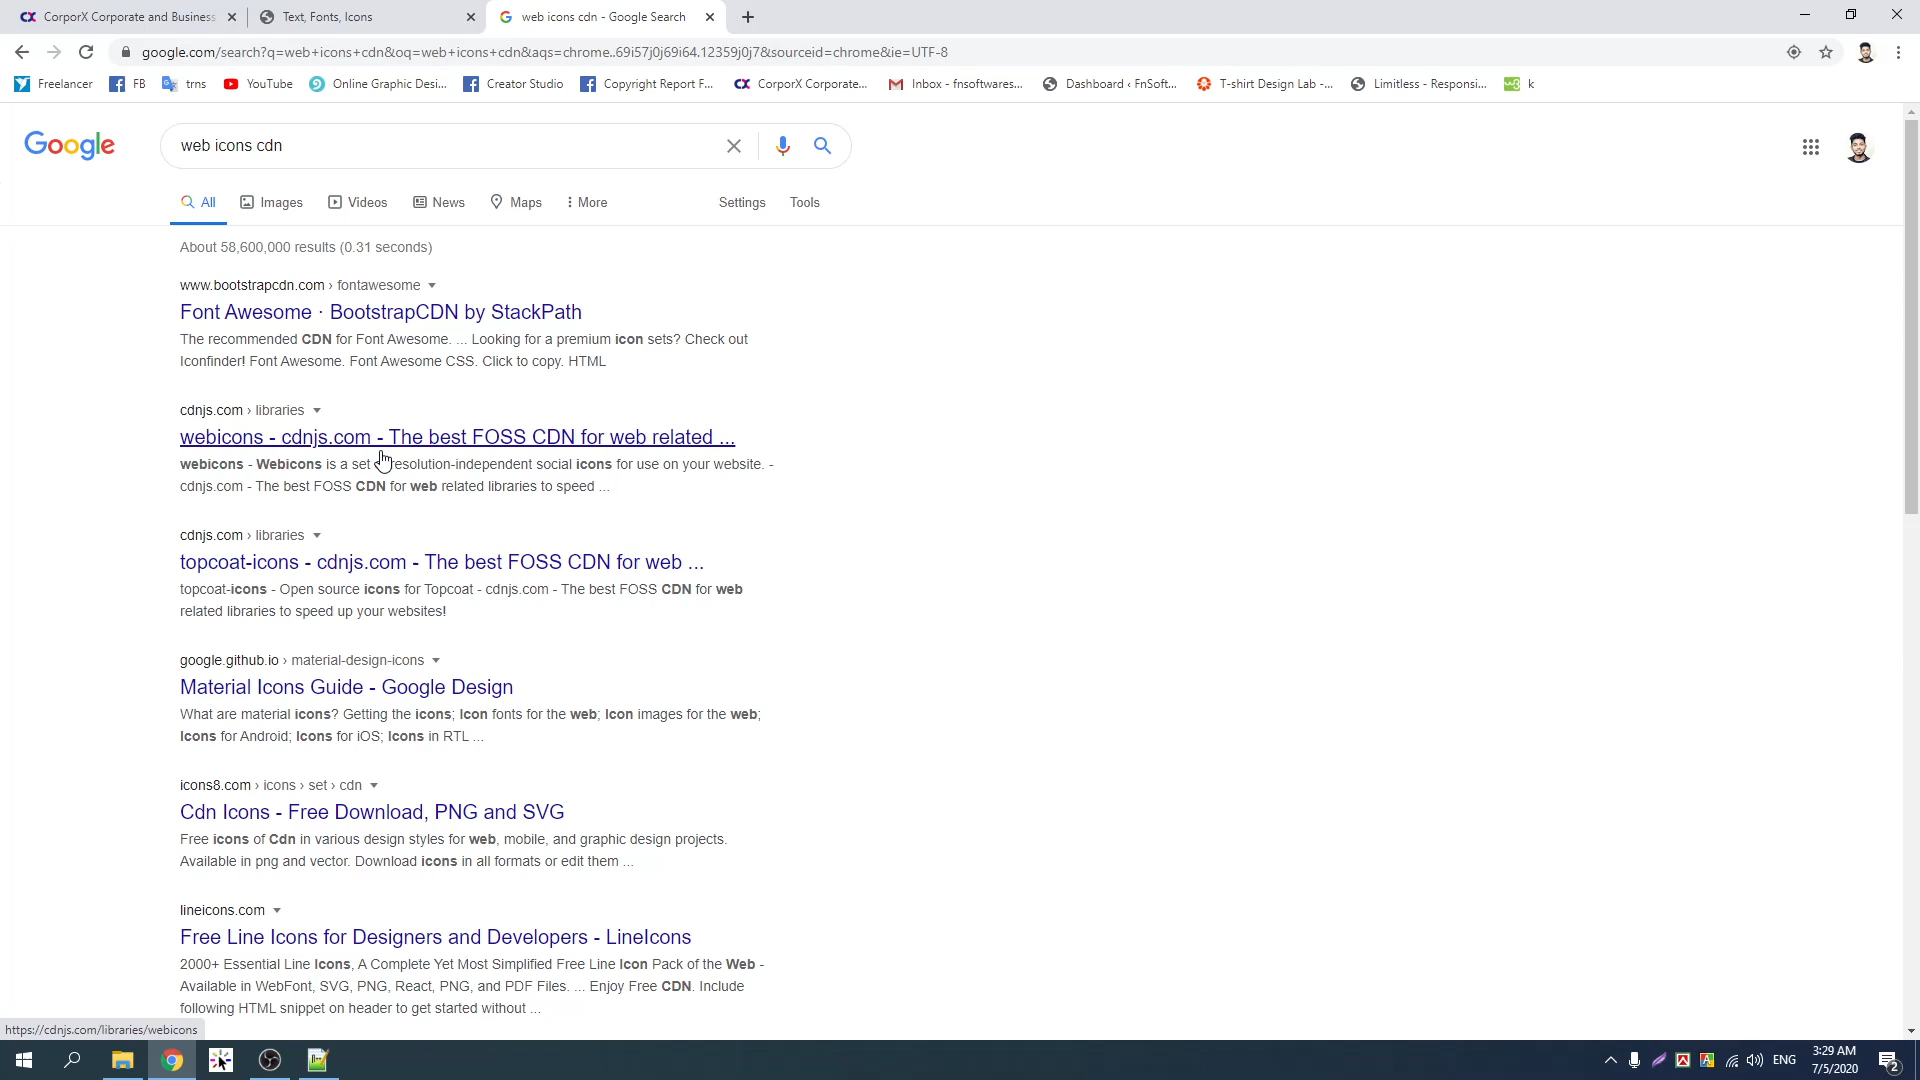 CorporX Corporate and Business
Text, Fonts, Icons
web icons cdn - Google Search
google.com/search?q=web+icons+cdn&oq=web+icons+cdn&aqs=chrome..69i57j0j69i64.12359j0j7&sourceid=chrome&ie=UTF-8
Freelancer
FB
trns
YouTube
Online Graphic Desi...
Creator Studio
Copyright Report F...
CorporX Corporate...
Inbox - fnsoftwares...
Dashboard ‹ FnSoft...
T-shirt Design Lab -...
Limitless - Responsi...
k
Google
web icons cdn
All
Images
Videos
News
Maps
More
Settings
Tools
About 58,600,000 results (0.31 seconds)
www.bootstrapcdn.com › fontawesome
Font Awesome · BootstrapCDN by StackPath
The recommended CDN for Font Awesome. ... Looking for a premium icon sets? Check out
Iconfinder! Font Awesome. Font Awesome CSS. Click to copy. HTML
cdnjs.com › libraries
webicons - cdnjs.com - The best FOSS CDN for web related ...
webicons - Webicons is a set resolution-independent social icons for use on your website. -
cdnjs.com - The best FOSS CDN for web related libraries to speed ...
cdnjs.com › libraries
topcoat-icons - cdnjs.com - The best FOSS CDN for web ...
topcoat-icons - Open source icons for Topcoat - cdnjs.com - The best FOSS CDN for web
related libraries to speed up your websites!
google.github.io › material-design-icons
Material Icons Guide - Google Design
What are material icons? Getting the icons; Icon fonts for the web; Icon images for the web;
Icons for Android; Icons for iOS; Icons in RTL ...
icons8.com › icons › set › cdn
Cdn Icons - Free Download, PNG and SVG
Free icons of Cdn in various design styles for web, mobile, and graphic design projects.
Available in png and vector. Download icons in all formats or edit them ...
lineicons.com
Free Line Icons for Designers and Developers - LineIcons
2000+ Essential Line Icons, A Complete Yet Most Simplified Free Line Icon Pack of the Web -
Available in WebFont, SVG, PNG, React, PNG, and PDF Files. ... Enjoy Free CDN. Include
following HTML snippet on header to get started without ...
https://cdnjs.com/libraries/webicons
ENG
3:29 AM
7/5/2020
2